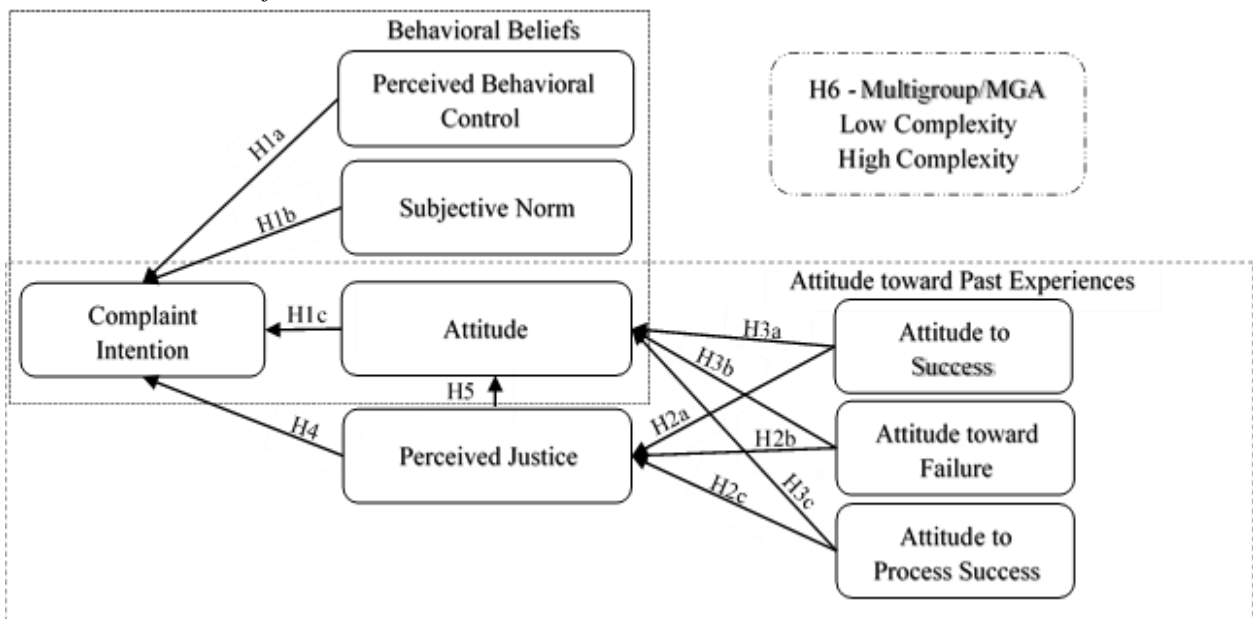 Behavioral Beliefs
Perceived Behavioral
Control
H6 - Multigroup/MGA
Low Complexity
High Complexity
H1a
Subjective Norm
H1b
Attitude toward Past Experiences
Complaint
Intention
H1c
Attitude
H3a
Attitude to
Success
H3b
H5
H2a
H4
Perceived Justice
H2b
Attitude toward
Failure
H2c
H3c
Attitude to
Process Success